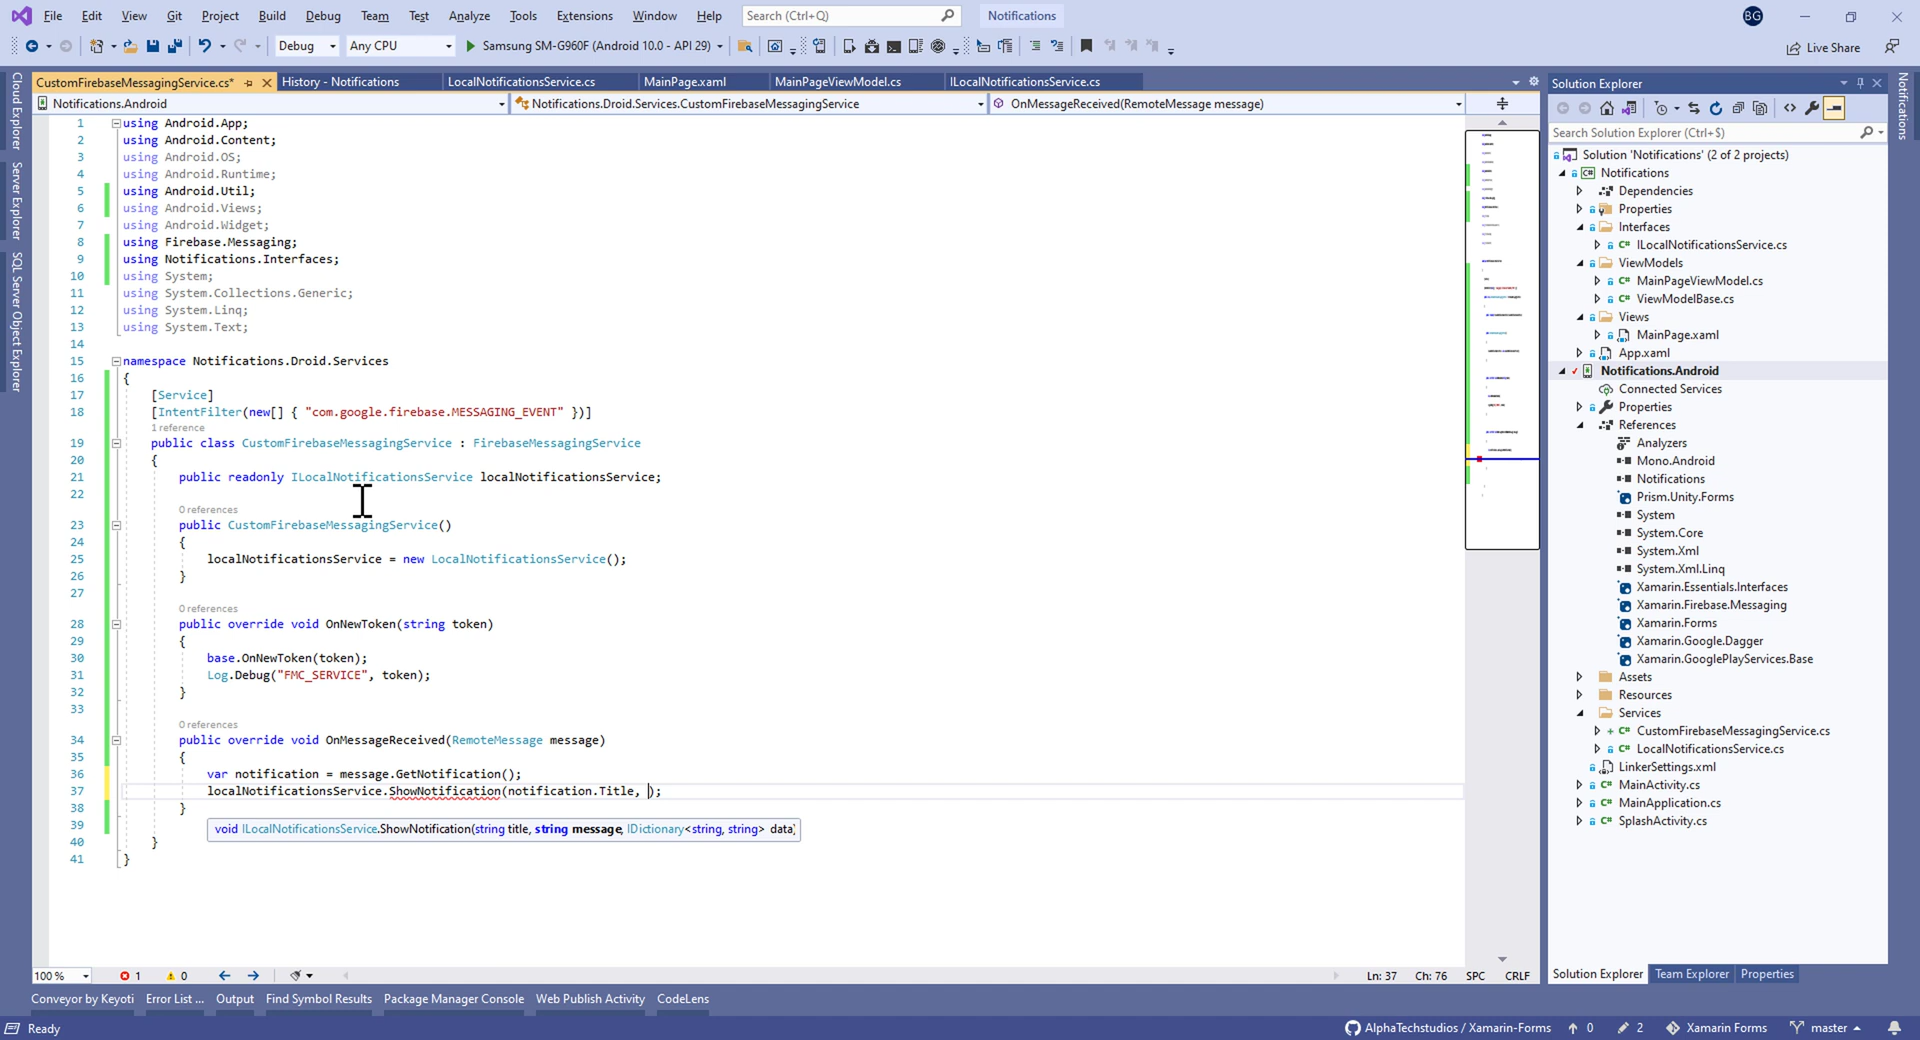 File Edit View Git Project Build Debug Team Test Analyze Tools Extensions Window Help Search (Ctrl+Q) Notifications BG
Debug Any CPU Samsung SM-G960F (Android 10.0 - API 29) Live Share
CustomFirebaseMessagingService.cs* History - Notifications LocalNotificationsService.cs MainPage.xaml MainPageViewModel.cs ILocalNotificationsService.cs
Notifications.Android Notifications.Droid.Services.CustomFirebaseMessagingService OnMessageReceived(RemoteMessage message)
Cloud Explorer
Server Explorer
SQL Server Object Explorer
1 using Android.App;
2 using Android.Content;
3 using Android.OS;
4 using Android.Runtime;
5 using Android.Util;
6 using Android.Views;
7 using Android.Widget;
8 using Firebase.Messaging;
9 using Notifications.Interfaces;
10 using System;
11 using System.Collections.Generic;
12 using System.Linq;
13 using System.Text;
14
15 namespace Notifications.Droid.Services
16 {
17 [Service]
18 [IntentFilter(new[] { "com.google.firebase.MESSAGING_EVENT" })]
1 reference
19 public class CustomFirebaseMessagingService : FirebaseMessagingService
20 {
21 public readonly ILocalNotificationsService localNotificationsService;
22
0 references
23 public CustomFirebaseMessagingService()
24 {
25 localNotificationsService = new LocalNotificationsService();
26 }
27
0 references
28 public override void OnNewToken(string token)
29 {
30 base.OnNewToken(token);
31 Log.Debug("FMC_SERVICE", token);
32 }
33
0 references
34 public override void OnMessageReceived(RemoteMessage message)
35 {
36 var notification = message.GetNotification();
37 localNotificationsService.ShowNotification(notification.Title, );
38 }
39 void ILocalNotificationsService.ShowNotification(string title, string message, IDictionary<string, string> data)
40 }
41 }
100 % 1 0 Ln: 37 Ch: 76 SPC CRLF
Solution Explorer
Search Solution Explorer (Ctrl+$)
Solution 'Notifications' (2 of 2 projects)
Notifications
Dependencies
Properties
Interfaces
ILocalNotificationsService.cs
ViewModels
MainPageViewModel.cs
ViewModelBase.cs
Views
MainPage.xaml
App.xaml
Notifications.Android
Connected Services
Properties
References
Analyzers
Mono.Android
Notifications
Prism.Unity.Forms
System
System.Core
System.Xml
System.Xml.Linq
Xamarin.Essentials.Interfaces
Xamarin.Firebase.Messaging
Xamarin.Forms
Xamarin.Google.Dagger
Xamarin.GooglePlayServices.Base
Assets
Resources
Services
CustomFirebaseMessagingService.cs
LocalNotificationsService.cs
LinkerSettings.xml
MainActivity.cs
MainApplication.cs
SplashActivity.cs
Solution Explorer Team Explorer Properties
Notifications
Conveyor by Keyoti Error List ... Output Find Symbol Results Package Manager Console Web Publish Activity CodeLens
Ready AlphaTechstudios / Xamarin-Forms 0 2 Xamarin Forms master